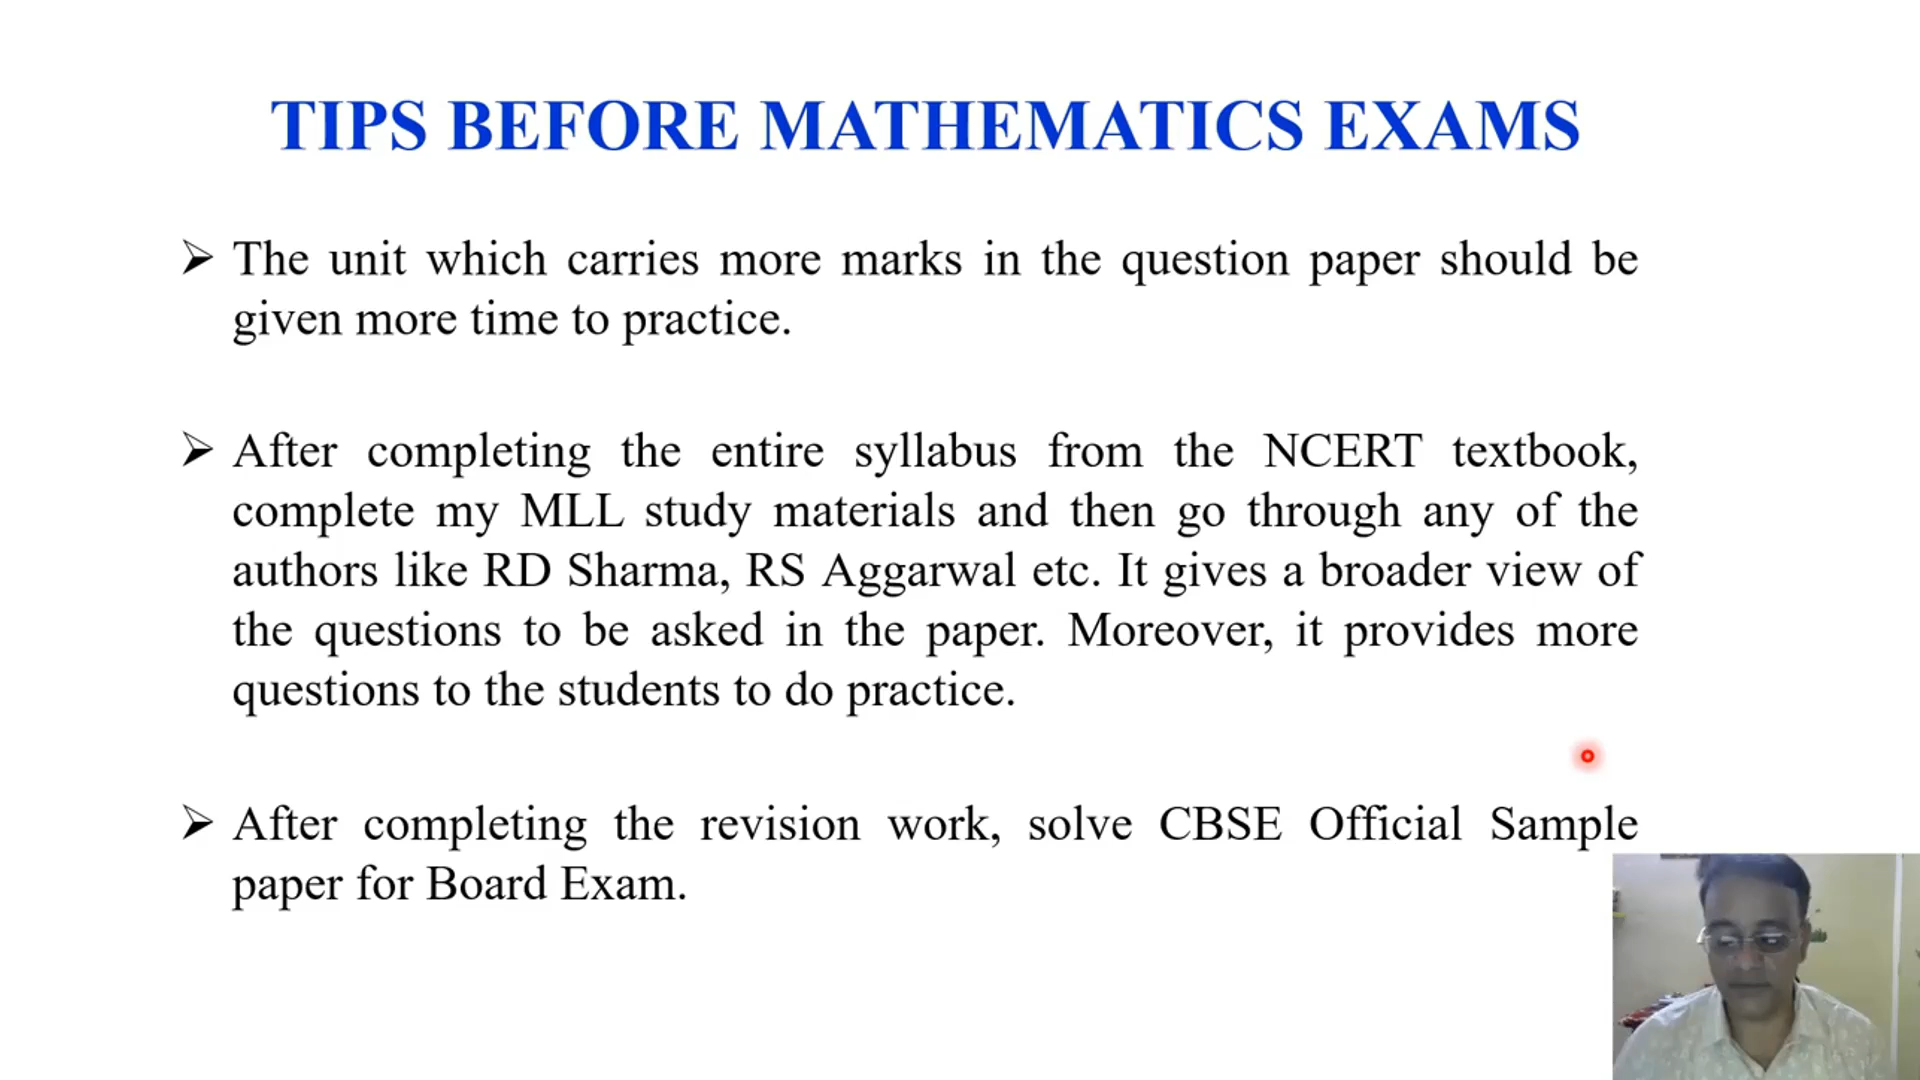 TIPS BEFORE MATHEMATICS EXAMS
➢ The unit which carries more marks in the question paper should be
given more time to practice.
➢ After completing the entire syllabus from the NCERT textbook,
complete my MLL study materials and then go through any of the
authors like RD Sharma, RS Aggarwal etc. It gives a broader view of
the questions to be asked in the paper. Moreover, it provides more
questions to the students to do practice.
➢ After completing the revision work, solve CBSE Official Sample
paper for Board Exam.